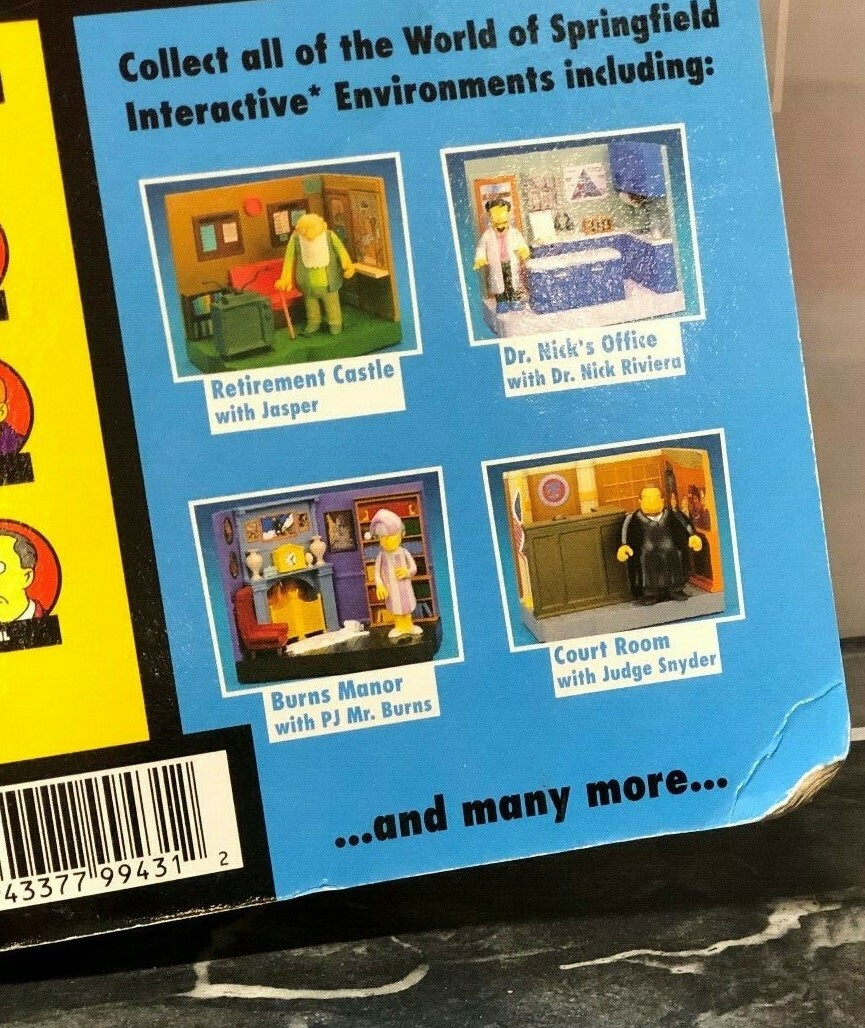 Collect all of the World of Springfield
Interactive* Environments including:
Retirement Castle
with Jasper
Dr. Nick's Office
with Dr. Nick Riviera
Burns Manor
with PJ Mr. Burns
Court Room
with Judge Snyder
...and many more...
43377 99431 2